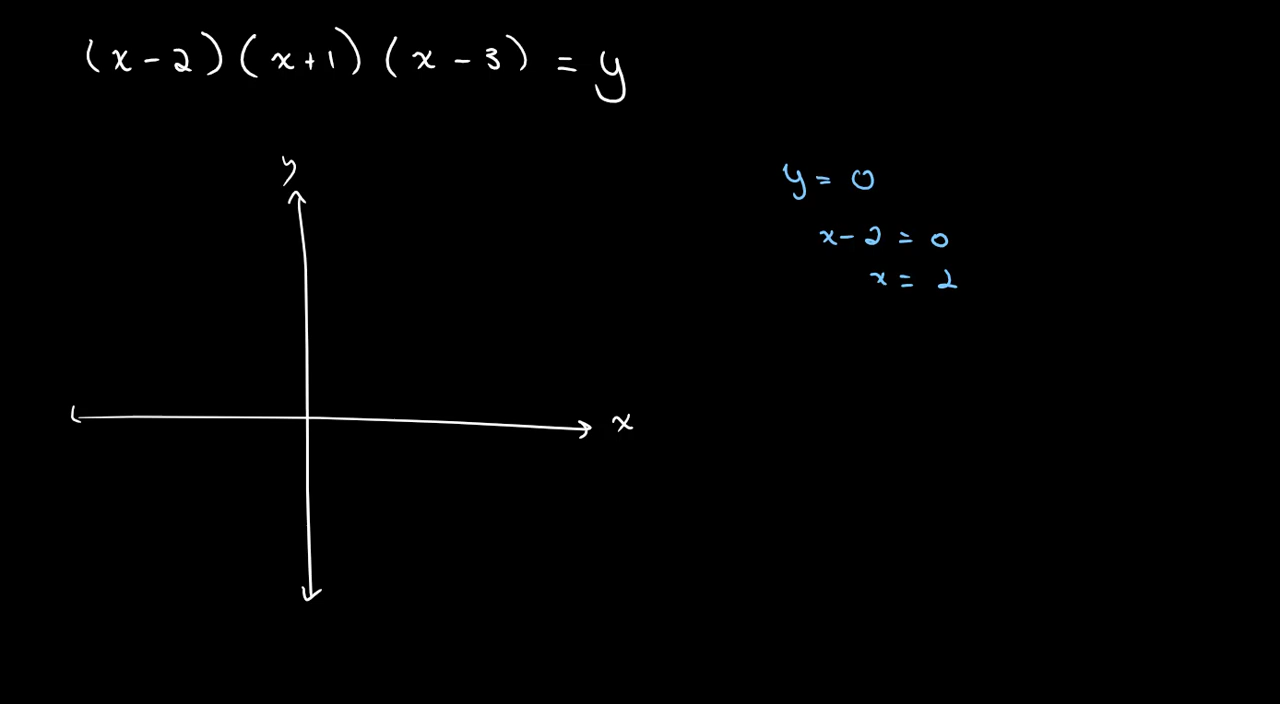 (x-2)(x+1)(x-3) = y
y
y = 0
x-2 = 0
x = 2
x